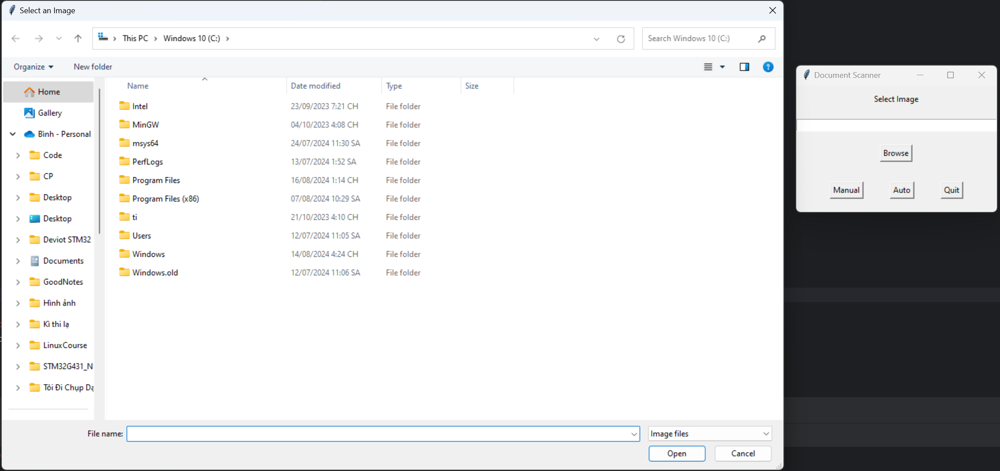 Select an Image
This PC > Windows 10 (C:) >
Search Windows 10 (C:)
Organize
New folder
Home
Gallery
Bình - Personal
Code
CP
Desktop
Desktop
Deviot STM32
Documents
GoodNotes
Hình ảnh
Kì thi lạ
LinuxCourse
STM32G431_N
Tôi Đi Chụp Dạ
Name Date modified Type Size
Intel 23/09/2023 7:21 CH File folder
MinGW 04/10/2023 4:08 CH File folder
msys64 24/07/2024 11:30 SA File folder
PerfLogs 13/07/2024 1:52 SA File folder
Program Files 16/08/2024 1:14 CH File folder
Program Files (x86) 07/08/2024 10:29 SA File folder
ti 21/10/2023 4:10 CH File folder
Users 12/07/2024 11:05 SA File folder
Windows 14/08/2024 4:24 CH File folder
Windows.old 12/07/2024 11:06 SA File folder
File name:
Image files
Open
Cancel
Document Scanner
Select Image
Browse
Manual
Auto
Quit